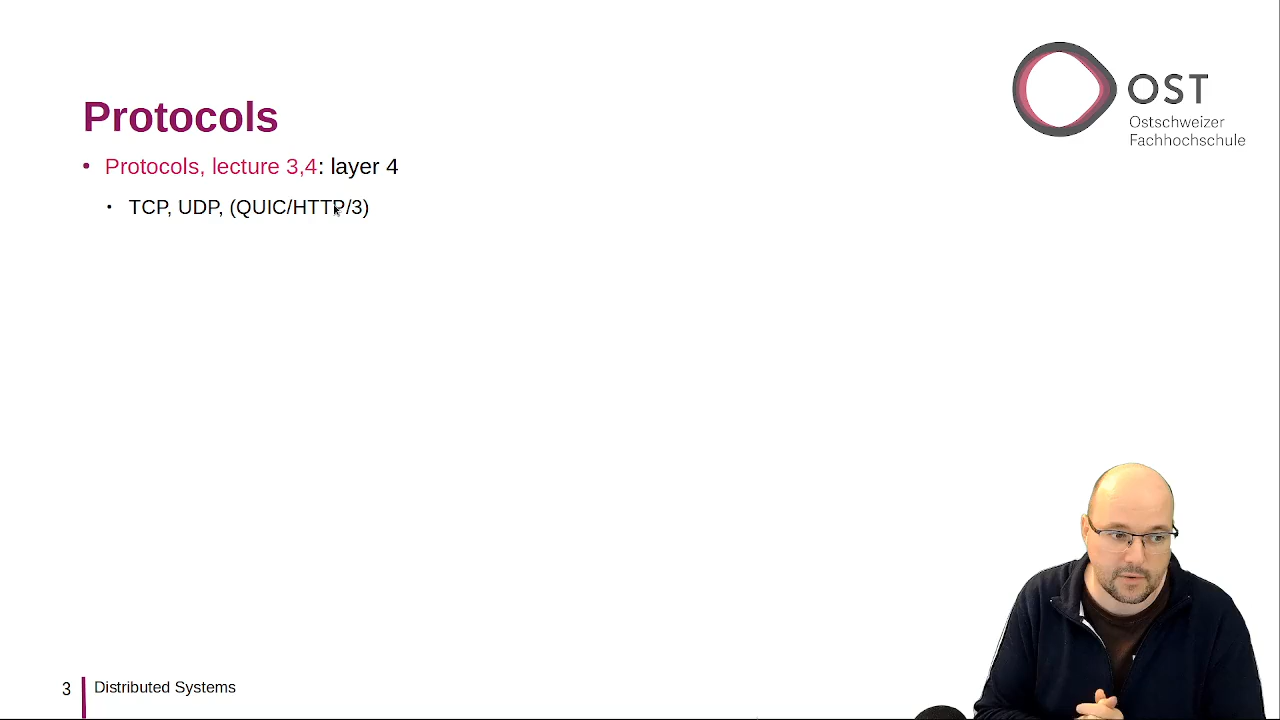 OST
Ostschweizer
Fachhochschule
Protocols
• Protocols, lecture 3,4: layer 4
• TCP, UDP, (QUIC/HTTP/3)
3
Distributed Systems